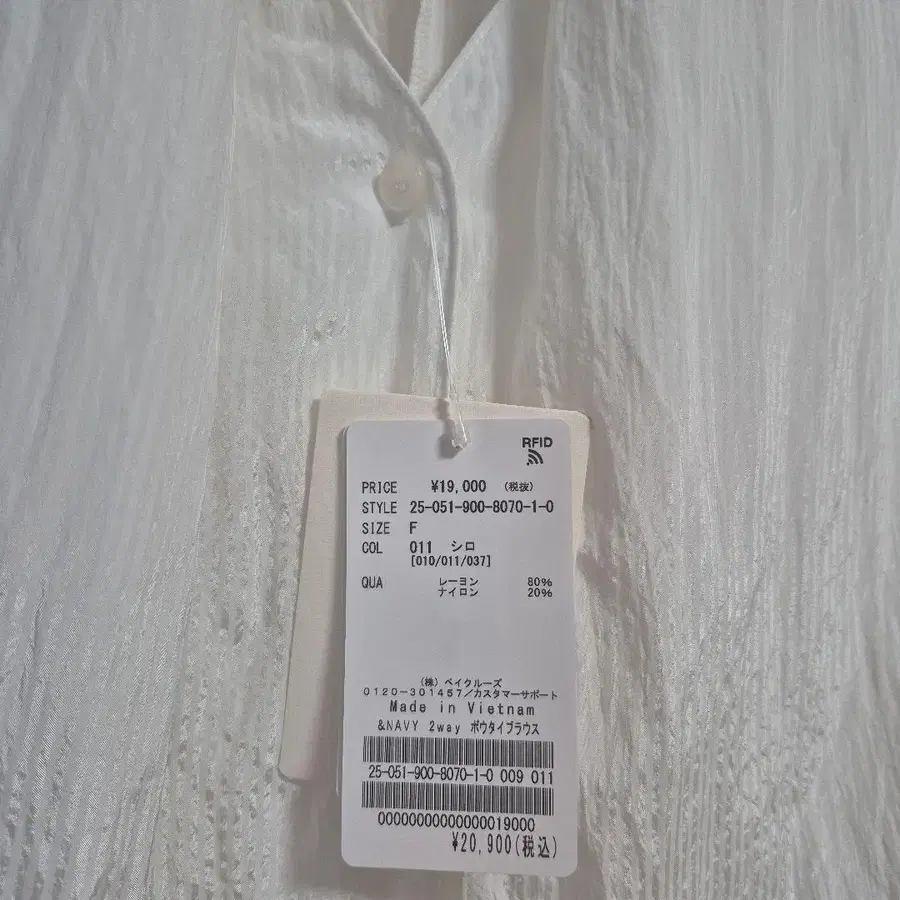 RFID
PRICE ¥19,000 (税抜)
STYLE 25-051-900-8070-1-0
SIZE F
COL 011 シロ
[010/011/037]
QUA レーヨン 80%
ナイロン 20%
(株) ベイクルーズ
0120-301457/カスタマーサポート
Made in Vietnam
&NAVY 2way ボウタイブラウス
25-051-900-8070-1-0 009 011
0000000000000019000
¥20,900(税込)